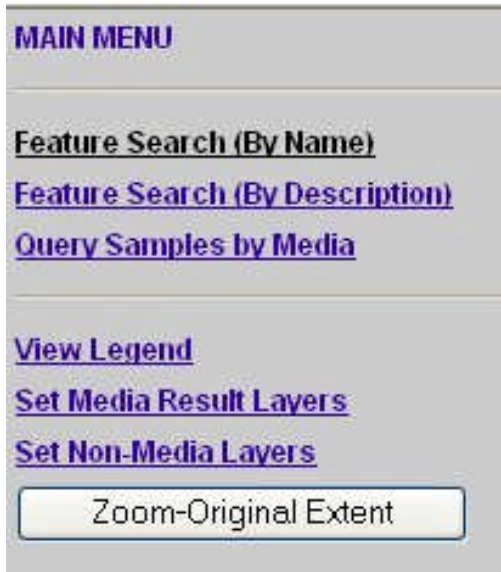 MAIN MENU
Feature Search (By Name)
Feature Search (By Description)
Query Samples by Media
View Legend
Set Media Result Layers
Set Non-Media Layers
Zoom-Original Extent